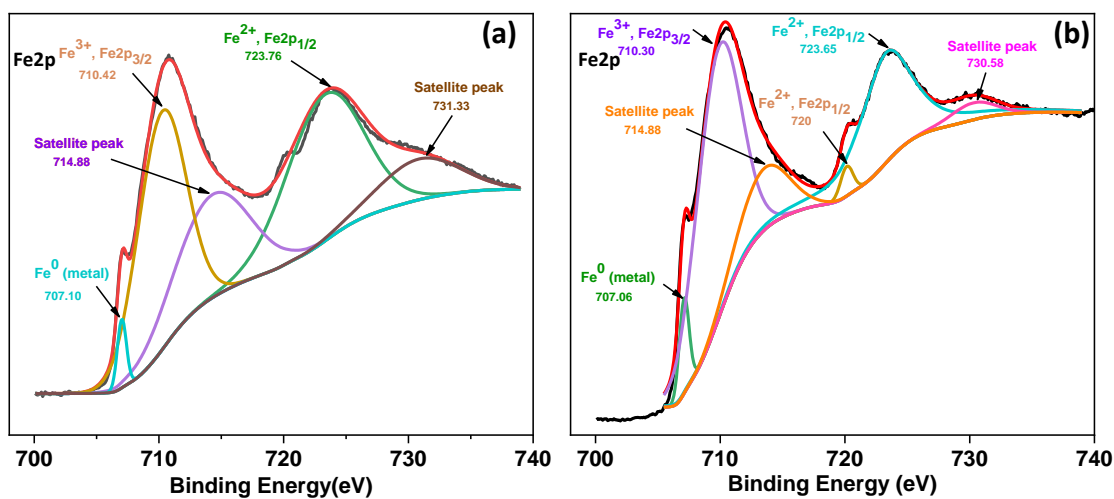 (a)
Fe2p
Fe3+, Fe2p3/2
710.42
Fe2+, Fe2p1/2
723.76
Satellite peak
731.33
Satellite peak
714.88
Fe0 (metal)
707.10
700 710 720 730 740
Binding Energy(eV)
(b)
Fe2p
Fe3+, Fe2p3/2
710.30
Fe2+, Fe2p1/2
723.65
Satellite peak
730.58
Satellite peak
714.88
Fe2+, Fe2p1/2
720
Fe0 (metal)
707.06
700 710 720 730 740
Binding Energy (eV)